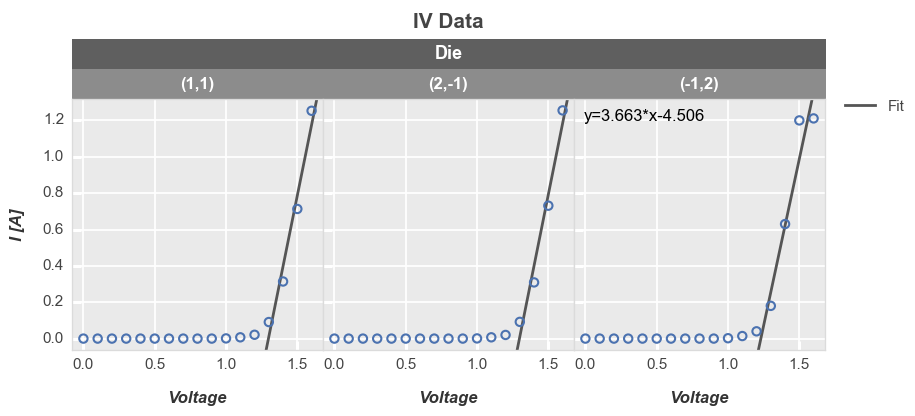 IV Data
Die
(1,1) (2,-1) (-1,2)
y=3.663*x-4.506
Fit
1.2
1.0
0.8
0.6
0.4
0.2
0.0
I [A]
0.0 0.5 1.0 1.5 0.0 0.5 1.0 1.5 0.0 0.5 1.0 1.5
Voltage Voltage Voltage